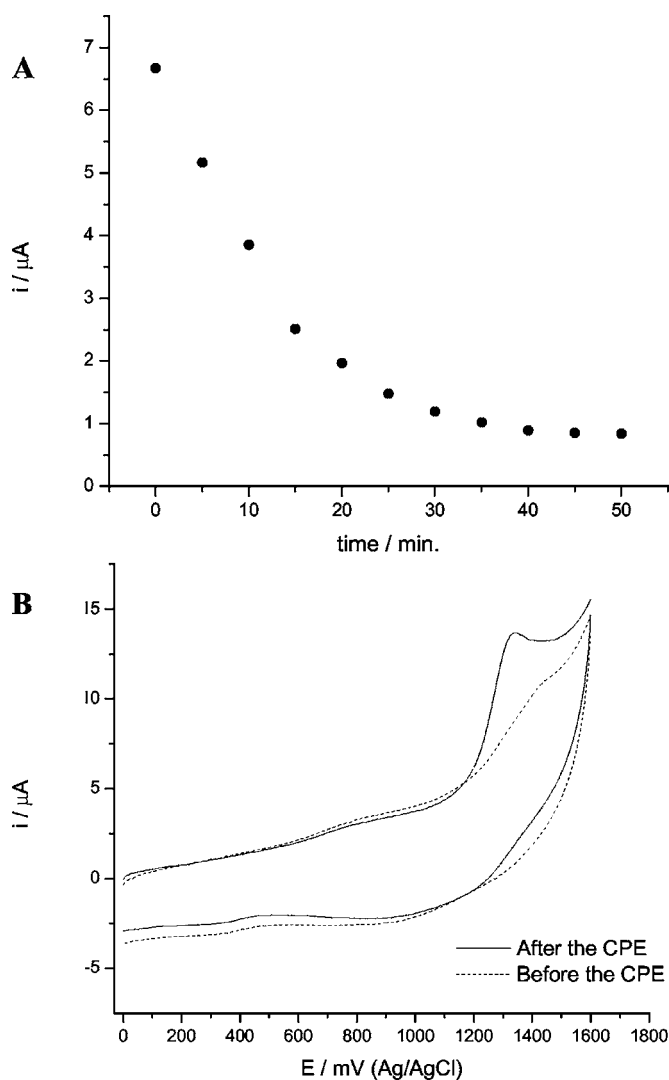 A
7
6
5
4
3
2
1
0
i / μA
0 10 20 30 40 50
time / min.
B
15
10
5
0
-5
i / μA
After the CPE
Before the CPE
0 200 400 600 800 1000 1200 1400 1600 1800
E / mV (Ag/AgCl)